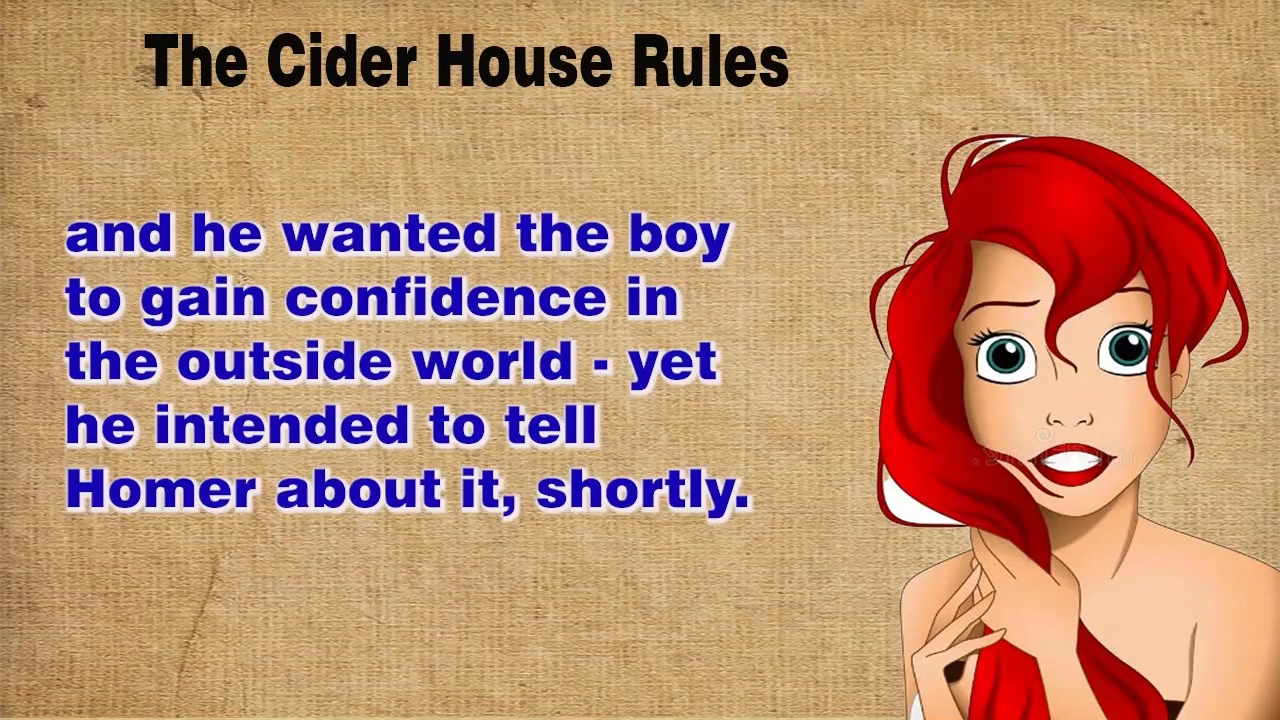 The Cider House Rules
and he wanted the boy
to gain confidence in
the outside world - yet
he intended to tell
Homer about it, shortly.